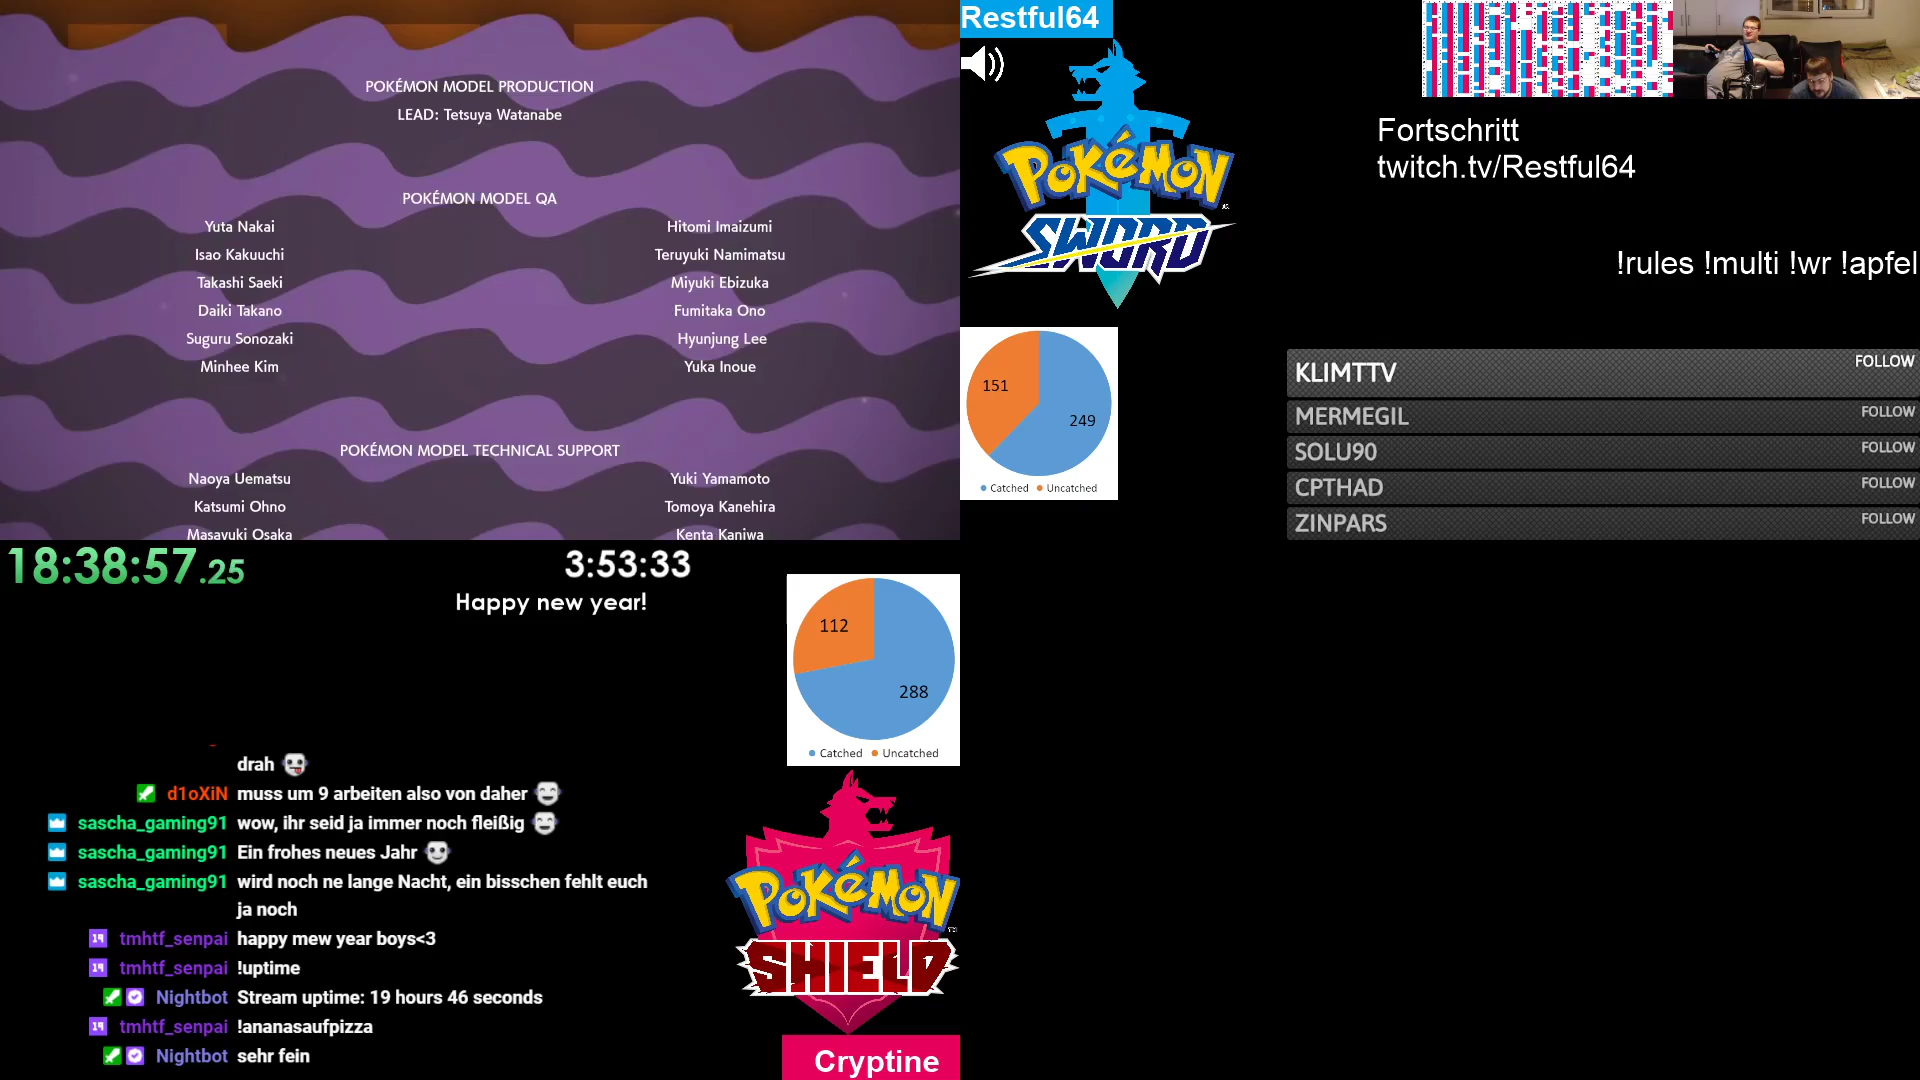 POKÉMON MODEL PRODUCTION
LEAD: Tetsuya Watanabe
POKÉMON MODEL QA
Yuta Nakai Hitomi Imaizumi
Isao Kakuuchi Teruyuki Namimatsu
Takashi Saeki Miyuki Ebizuka
Daiki Takano Fumitaka Ono
Suguru Sonozaki Hyunjung Lee
Minhee Kim Yuka Inoue
POKÉMON MODEL TECHNICAL SUPPORT
Naoya Uematsu Yuki Yamamoto
Katsumi Ohno Tomoya Kanehira
Masayuki Osaka Kenta Kaniwa
Restful64
POKÉMON
SWORD
Fortschritt
twitch.tv/Restful64
!rules !multi !wr !apfel
151
249
Catched Uncatched
KLIMTTV FOLLOW
MERMEGIL FOLLOW
SOLU90 FOLLOW
CPTHAD FOLLOW
ZINPARS FOLLOW
18:38:57.25
3:53:33
Happy new year!
112
288
Catched Uncatched
drah
d1oXiN muss um 9 arbeiten also von daher
sascha_gaming91 wow, ihr seid ja immer noch fleißig
sascha_gaming91 Ein frohes neues Jahr
sascha_gaming91 wird noch ne lange Nacht, ein bisschen fehlt euch
ja noch
tmhtf_senpai happy mew year boys<3
tmhtf_senpai !uptime
Nightbot Stream uptime: 19 hours 46 seconds
tmhtf_senpai !ananasaufpizza
Nightbot sehr fein
POKÉMON
SHIELD
Cryptine